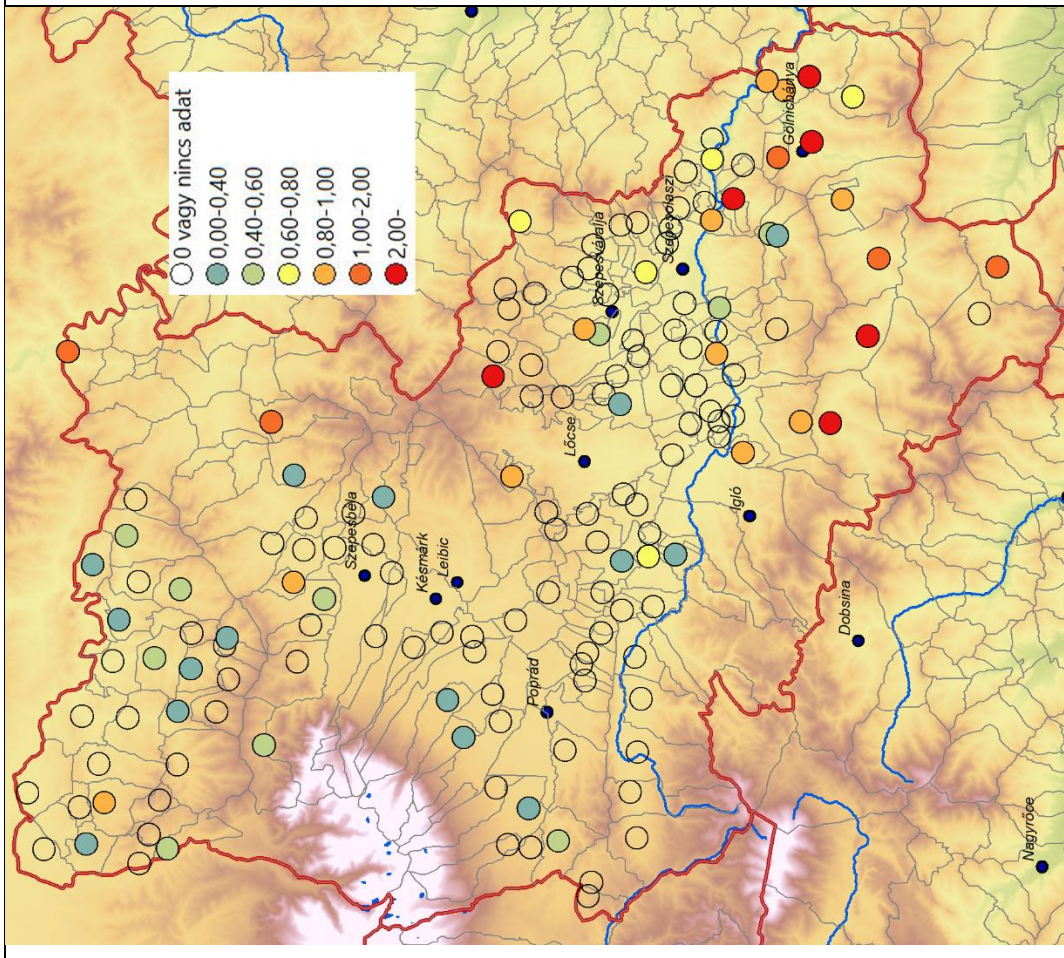 0 vagy nincs adat
0,00-0,40
0,40-0,60
0,60-0,80
0,80-1,00
1,00-2,00
2,00-
Gölnicbánya
Szepesolaszi
Szepesváralja
Lőcse
Igló
Szepesbéla
Késmárk
Leibic
Dobsina
Poprád
Nagyrőce